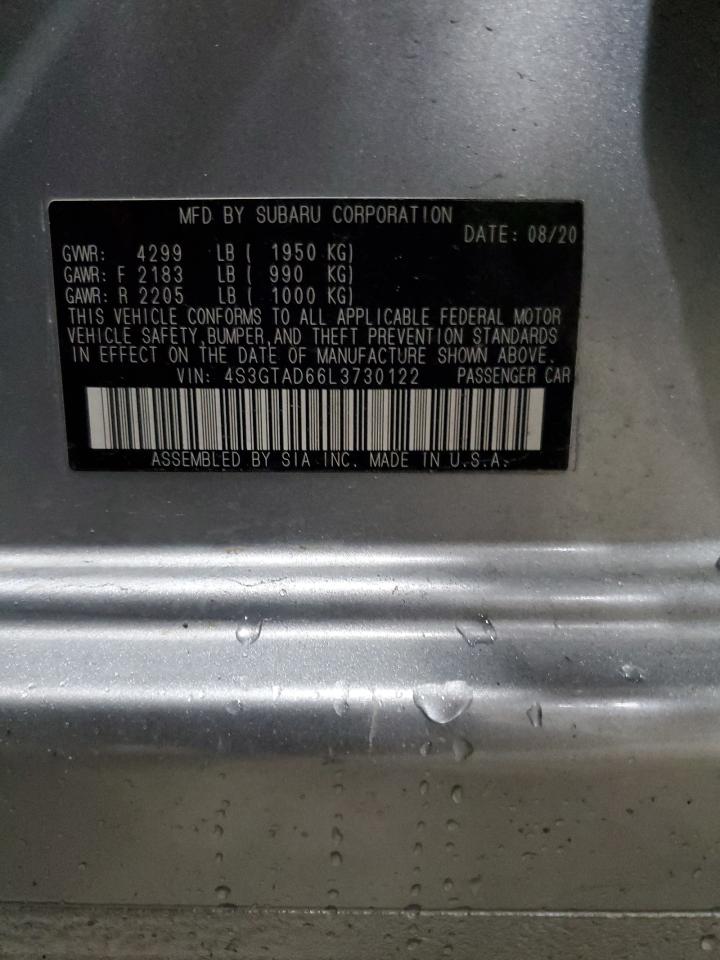 MFD BY SUBARU CORPORATION
DATE: 08/20
GVWR: 4299 LB ( 1950 KG)
GAWR: F 2183 LB ( 990 KG)
GAWR: R 2205 LB ( 1000 KG)
THIS VEHICLE CONFORMS TO ALL APPLICABLE FEDERAL MOTOR
VEHICLE SAFETY,BUMPER,AND THEFT PREVENTION STANDARDS
IN EFFECT ON THE DATE OF MANUFACTURE SHOWN ABOVE.
VIN: 4S3GTAD66L3730122 PASSENGER CAR
ASSEMBLED BY SIA INC. MADE IN U.S.A.